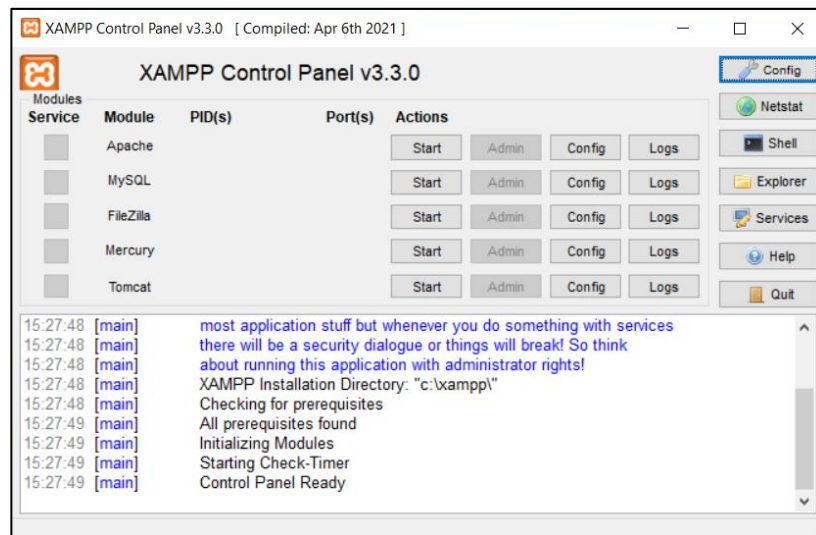 XAMPP Control Panel v3.3.0 [ Compiled: Apr 6th 2021 ]
XAMPP Control Panel v3.3.0
Config
Modules
Service Module PID(s) Port(s) Actions
Netstat
Apache Start Admin Config Logs
Shell
MySQL Start Admin Config Logs
Explorer
FileZilla Start Admin Config Logs
Services
Mercury Start Admin Config Logs
Help
Tomcat Start Admin Config Logs
Quit
15:27:48 [main] most application stuff but whenever you do something with services
15:27:48 [main] there will be a security dialogue or things will break! So think
15:27:48 [main] about running this application with administrator rights!
15:27:48 [main] XAMPP Installation Directory: "c:\xampp\"
15:27:48 [main] Checking for prerequisites
15:27:49 [main] All prerequisites found
15:27:49 [main] Initializing Modules
15:27:49 [main] Starting Check-Timer
15:27:49 [main] Control Panel Ready